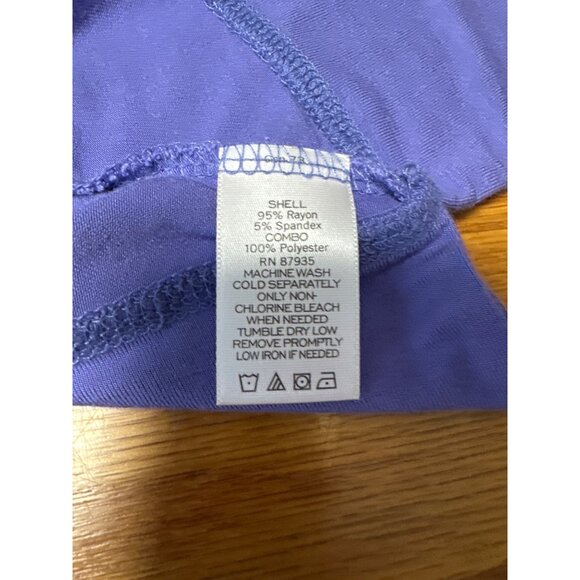 SHELL
95% Rayon
5% Spandex
COMBO
100% Polyester
RN 87935
MACHINE WASH
COLD SEPARATELY
ONLY NON-
CHLORINE BLEACH
WHEN NEEDED
TUMBLE DRY LOW
REMOVE PROMPTLY
LOW IRON IF NEEDED